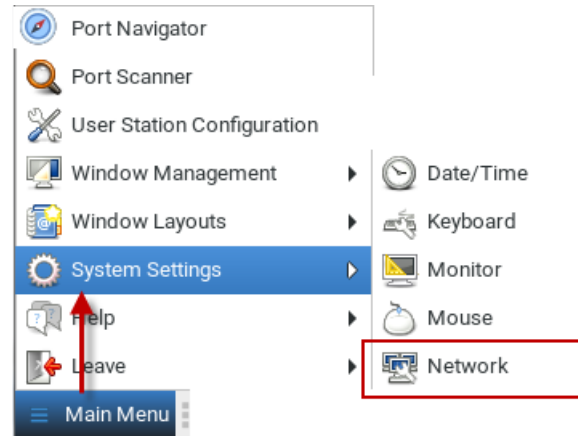 Port Navigator
Port Scanner
User Station Configuration
Window Management
Window Layouts
System Settings
Help
Leave
Main Menu
Date/Time
Keyboard
Monitor
Mouse
Network